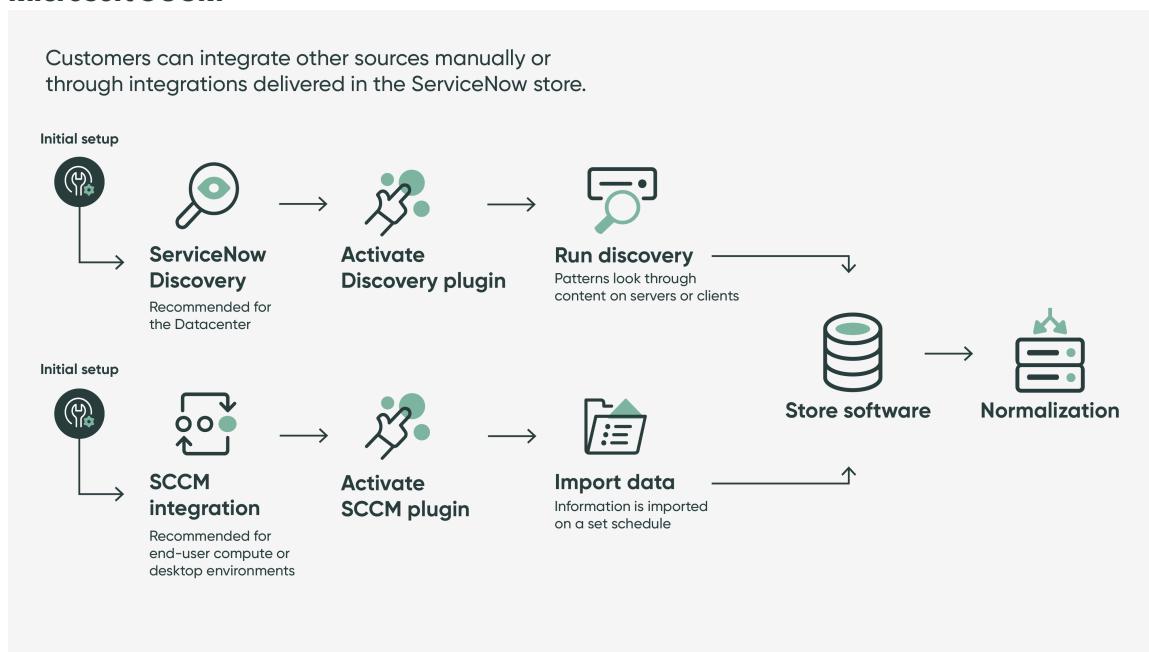 Microsoft SCCM
Customers can integrate other sources manually or
through integrations delivered in the ServiceNow store.
Initial setup
ServiceNow
Discovery
Recommended for
the Datacenter
Activate
Discovery plugin
Run discovery
Patterns look through
content on servers or clients
Initial setup
SCCM
integration
Recommended for
end-user compute or
desktop environments
Activate
SCCM plugin
Import data
Information is imported
on a set schedule
Store software
Normalization